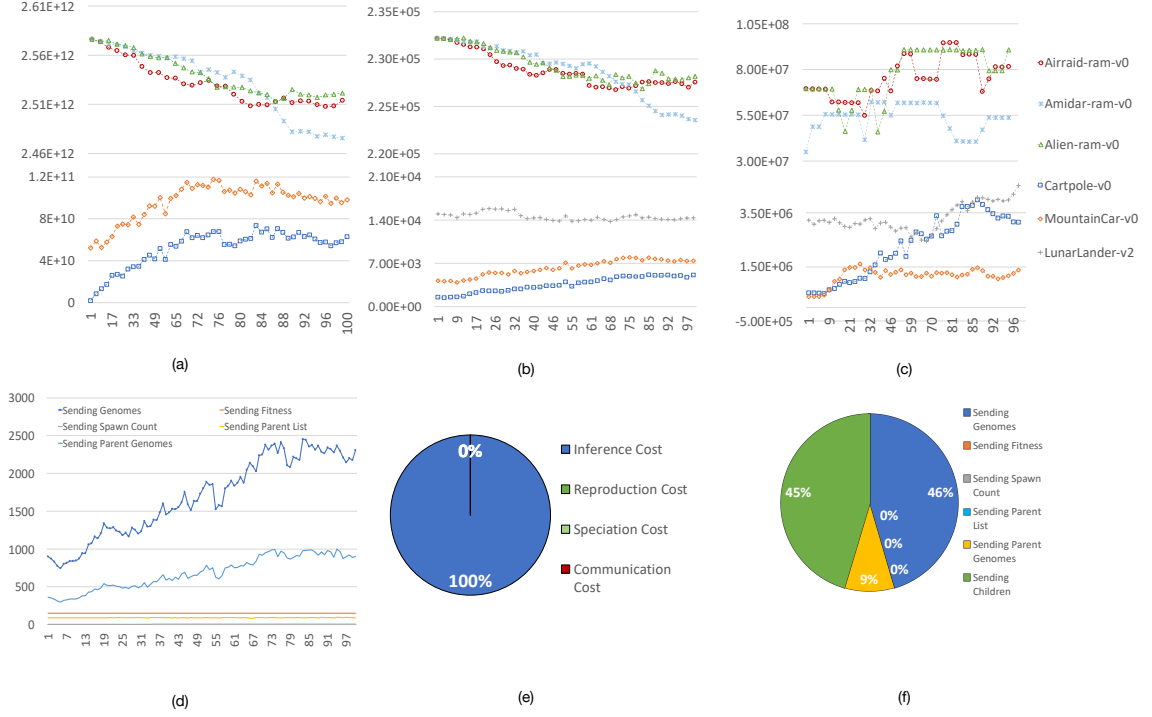 2.61E+12
2.56E+12
2.51E+12
2.46E+12
1.2E+11
8E+10
4E+10
0
1
17
27
33
49
55
65
72
76
80
84
88
96
100
(a)
2.35E+05
2.30E+05
2.25E+05
2.20E+05
2.10E+04
1.40E+04
7.00E+03
0.00E+00
1
9
16
26
32
40
48
55
61
68
75
85
92
97
(b)
1.05E+08
8.00E+07
5.50E+07
3.00E+07
3.50E+06
1.50E+06
-5.00E+05
1
9
21
32
46
59
70
81
92
96
(c)
Airraid-ram-v0
Amidar-ram-v0
Alien-ram-v0
Cartpole-v0
MountainCar-v0
LunarLander-v2
3000
2500
2000
1500
1000
500
0
Sending Genomes
Sending Fitness
Sending Spawn Count
Sending Parent List
Sending Parent Genomes
1
7
13
19
25
31
37
43
49
55
61
67
73
79
85
91
97
(d)
0%
100%
Inference Cost
Reproduction Cost
Speciation Cost
Communication
Cost
(e)
45%
46%
0%
0%
0%
9%
Sending
Genomes
Sending Fitness
Sending Spawn
Count
Sending Parent
List
Sending Parent
Genomes
Sending
Children
(f)